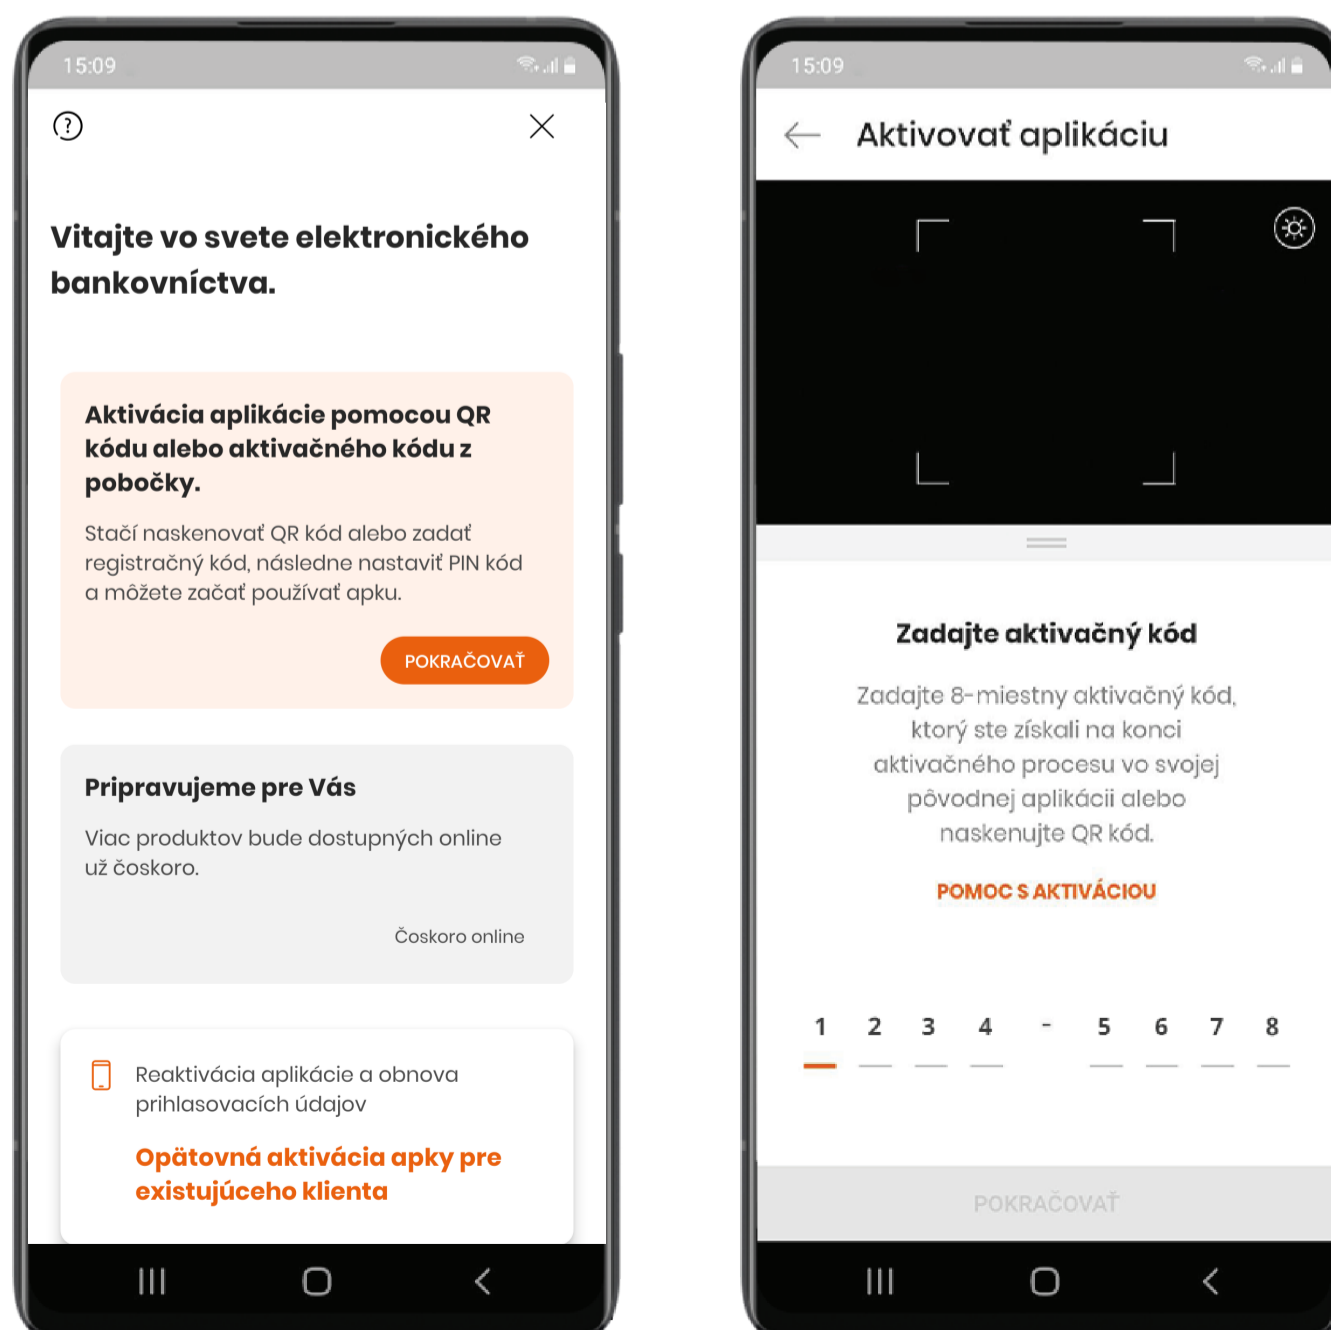 15:09
Vitajte vo svete elektronického
bankovníctva.
Aktivácia aplikácie pomocou QR
kódu alebo aktivačného kódu z
pobočky.
Stačí naskenovať QR kód alebo zadať
registračný kód, následne nastaviť PIN kód
a môžete začať používať apku.
POKRAČOVAŤ
Pripravujeme pre Vás
Viac produktov bude dostupných online
už čoskoro.
Čoskoro online
Reaktivácia aplikácie a obnova
prihlasovacích údajov
Opätovná aktivácia apky pre
existujúceho klienta
15:09
Aktivovať aplikáciu
Zadajte aktivačný kód
Zadajte 8-miestny aktivačný kód,
ktorý ste získali na konci
aktivačného procesu vo svojej
pôvodnej aplikácii alebo
naskenujte QR kód.
POMOC S AKTIVÁCIOU
1 2 3 4 - 5 6 7 8
POKRAČOVAŤ